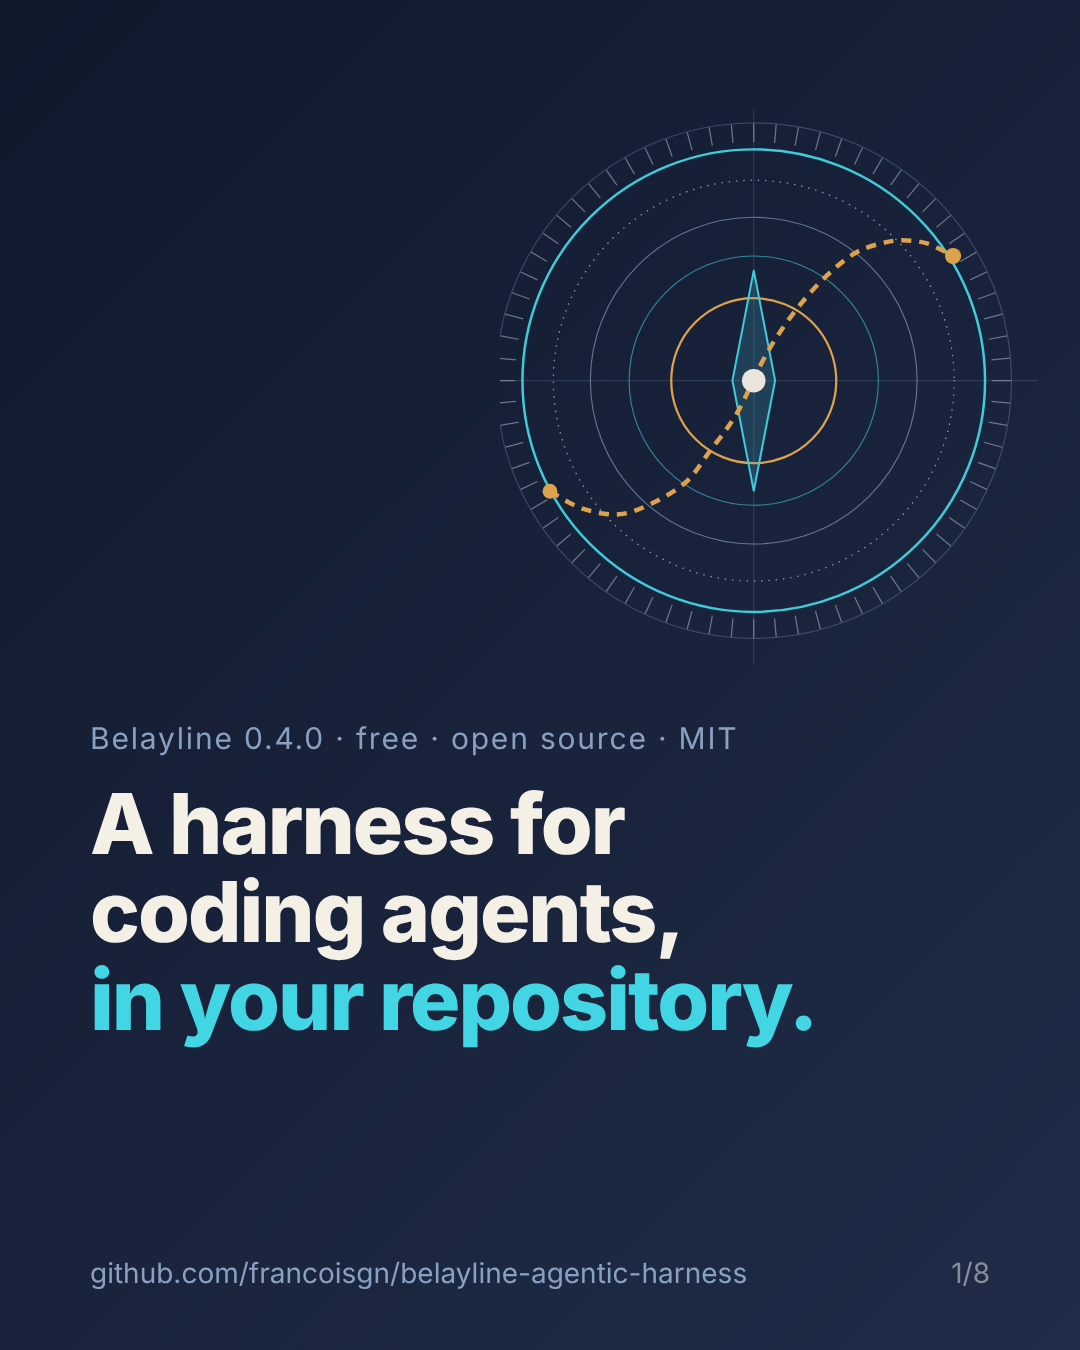 Belayline 0.4.0 · free · open source · MIT
A harness for
coding agents,
in your repository.
github.com/francoisgn/belayline-agentic-harness
1/8